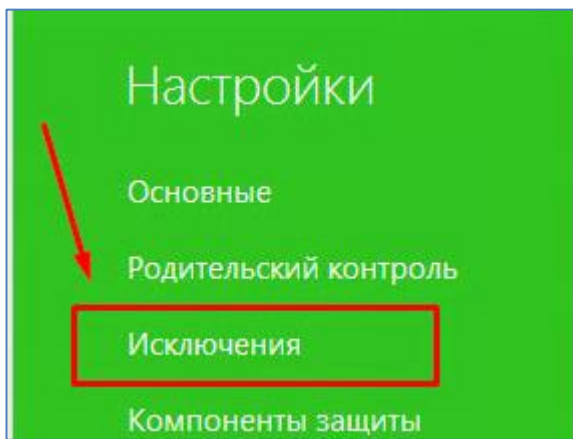 Настройки
Основные
Родительский контроль
Исключения
Компоненты защиты